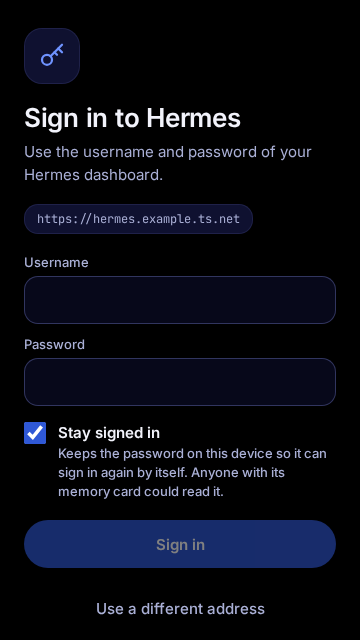 Sign in to Hermes
Use the username and password of your
Hermes dashboard.
https://hermes.example.ts.net
Username
Password
Stay signed in
Keeps the password on this device so it can
sign in again by itself. Anyone with its
memory card could read it.
Sign in
Use a different address